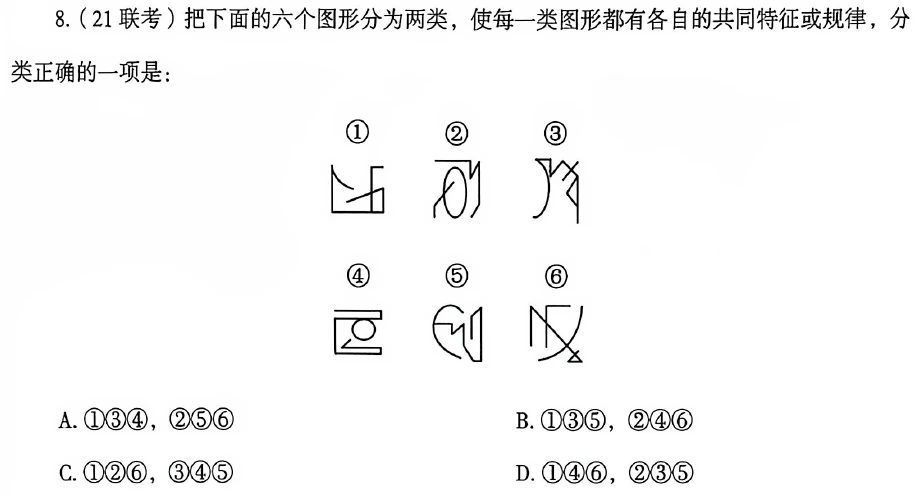 8.（21 联考）把下面的六个图形分为两类，使每一类图形都有各自的共同特征或规律，分
类正确的一项是：
① ② ③
④ ⑤ ⑥
A. ①③④，②⑤⑥ B. ①③⑤，②④⑥
C. ①②⑥，③④⑤ D. ①④⑥，②③⑤